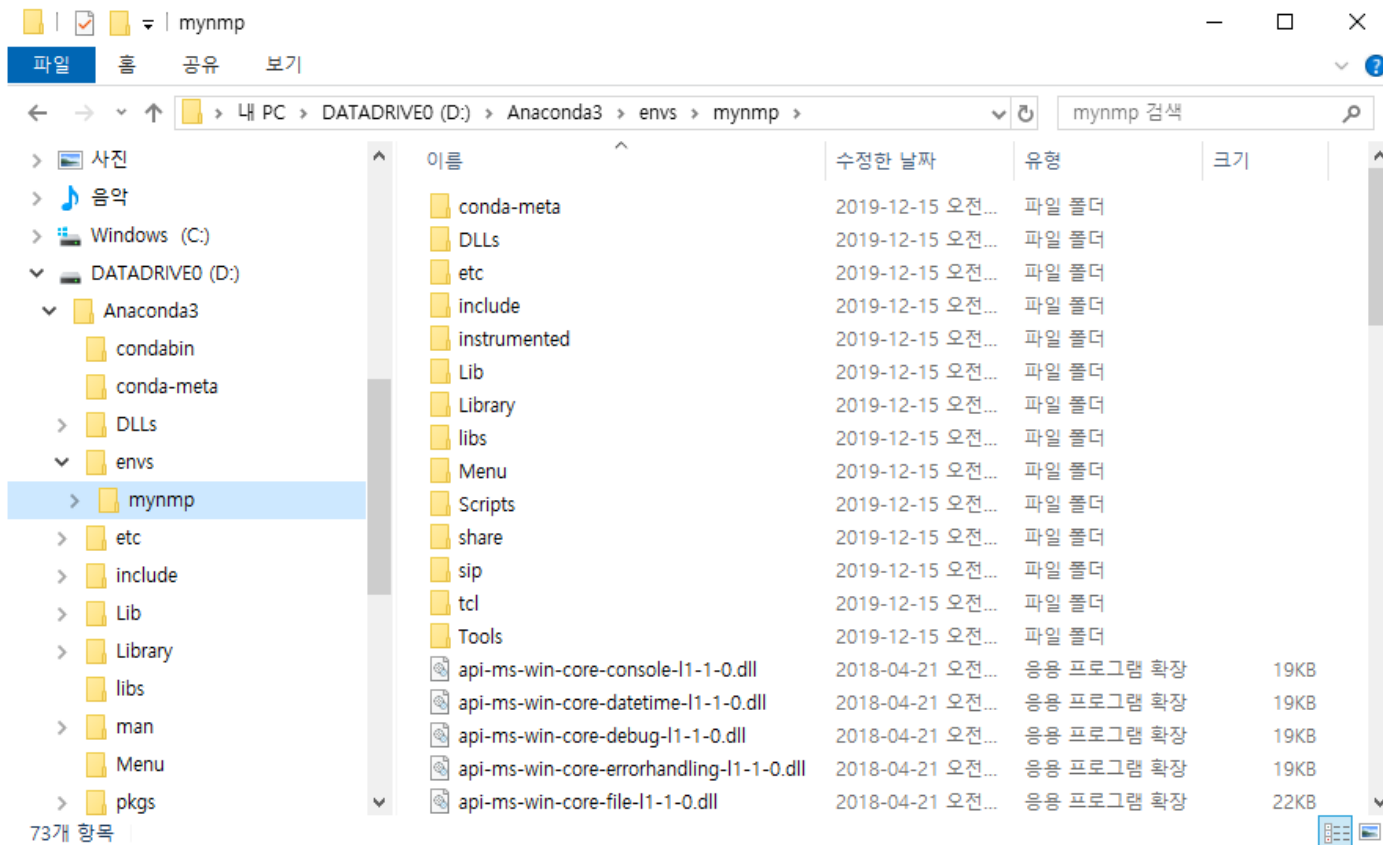 mynmp
파일 홈 공유 보기
내 PC > DATADRIVE0 (D:) > Anaconda3 > envs > mynmp >
mynmp 검색
사진
음악
Windows (C:)
DATADRIVE0 (D:)
Anaconda3
condabin
conda-meta
DLLs
envs
mynmp
etc
include
Lib
Library
libs
man
Menu
pkgs
이름 수정한 날짜 유형 크기
conda-meta 2019-12-15 오전... 파일 폴더
DLLs 2019-12-15 오전... 파일 폴더
etc 2019-12-15 오전... 파일 폴더
include 2019-12-15 오전... 파일 폴더
instrumented 2019-12-15 오전... 파일 폴더
Lib 2019-12-15 오전... 파일 폴더
Library 2019-12-15 오전... 파일 폴더
libs 2019-12-15 오전... 파일 폴더
Menu 2019-12-15 오전... 파일 폴더
Scripts 2019-12-15 오전... 파일 폴더
share 2019-12-15 오전... 파일 폴더
sip 2019-12-15 오전... 파일 폴더
tcl 2019-12-15 오전... 파일 폴더
Tools 2019-12-15 오전... 파일 폴더
api-ms-win-core-console-l1-1-0.dll 2018-04-21 오전... 응용 프로그램 확장 19KB
api-ms-win-core-datetime-l1-1-0.dll 2018-04-21 오전... 응용 프로그램 확장 19KB
api-ms-win-core-debug-l1-1-0.dll 2018-04-21 오전... 응용 프로그램 확장 19KB
api-ms-win-core-errorhandling-l1-1-0.dll 2018-04-21 오전... 응용 프로그램 확장 19KB
api-ms-win-core-file-l1-1-0.dll 2018-04-21 오전... 응용 프로그램 확장 22KB
73개 항목